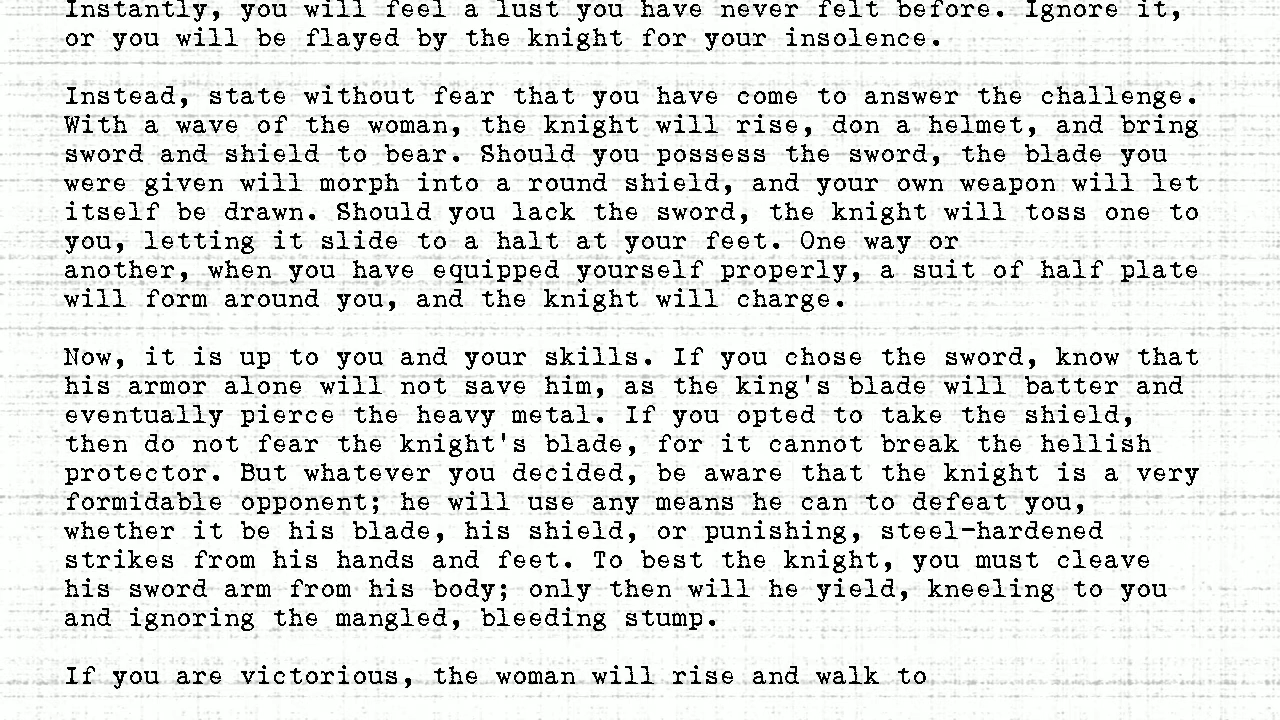 Instantly, you will feel a lust you have never felt before. Ignore it,
or you will be flayed by the knight for your insolence.
Instead, state without fear that you have come to answer the challenge.
With a wave of the woman, the knight will rise, don a helmet, and bring
sword and shield to bear. Should you possess the sword, the blade you
were given will morph into a round shield, and your own weapon will let
itself be drawn. Should you lack the sword, the knight will toss one to
you, letting it slide to a halt at your feet. One way or
another, when you have equipped yourself properly, a suit of half plate
will form around you, and the knight will charge.
Now, it is up to you and your skills. If you chose the sword, know that
his armor alone will not save him, as the king's blade will batter and
eventually pierce the heavy metal. If you opted to take the shield,
then do not fear the knight's blade, for it cannot break the hellish
protector. But whatever you decided, be aware that the knight is a very
formidable opponent; he will use any means he can to defeat you,
whether it be his blade, his shield, or punishing, steel-hardened
strikes from his hands and feet. To best the knight, you must cleave
his sword arm from his body; only then will he yield, kneeling to you
and ignoring the mangled, bleeding stump.
If you are victorious, the woman will rise and walk to